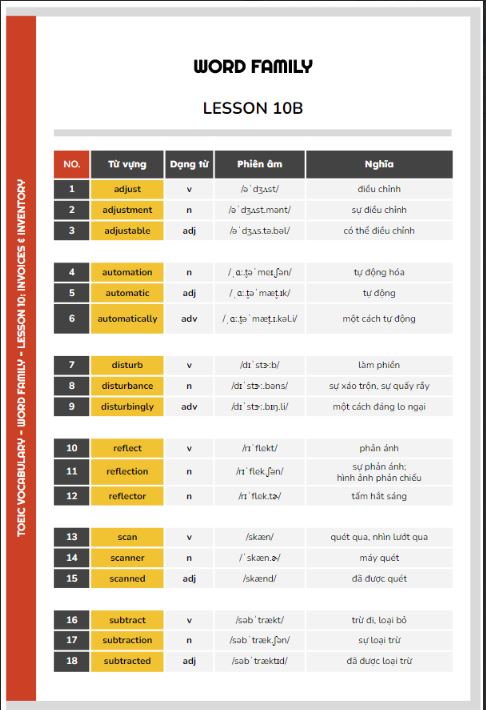 WORD FAMILY
LESSON 10B
TOEIC VOCABULARY - WORD FAMILY - LESSON 10: INVOICES & INVENTORY
NO. Từ vựng Dạng từ Phiên âm Nghĩa
1 adjust v /əˈdʒʌst/ điều chỉnh
2 adjustment n /əˈdʒʌst.mənt/ sự điều chỉnh
3 adjustable adj /əˈdʒʌs.tə.bəl/ có thể điều chỉnh
4 automation n /ˌɑː.t̬əˈmeɪ.ʃən/ tự động hóa
5 automatic adj /ˌɑː.t̬əˈmæt̬.ɪk/ tự động
6 automatically adv /ˌɑː.t̬əˈmæt̬.ɪ.kəl.i/ một cách tự động
7 disturb v /dɪˈstɝːb/ làm phiền
8 disturbance n /dɪˈstɝː.bəns/ sự xáo trộn, sự quấy rầy
9 disturbingly adv /dɪˈstɝː.bɪŋ.li/ một cách đáng lo ngại
10 reflect v /rɪˈflekt/ phản ánh
11 reflection n /rɪˈflek.ʃən/ sự phản ánh;
hình ảnh phản chiếu
12 reflector n /rɪˈflek.tɚ/ tấm hắt sáng
13 scan v /skæn/ quét qua, nhìn lướt qua
14 scanner n /ˈskæn.ɚ/ máy quét
15 scanned adj /skænd/ đã được quét
16 subtract v /səbˈtrækt/ trừ đi, loại bỏ
17 subtraction n /səbˈtræk.ʃən/ sự loại trừ
18 subtracted adj /səbˈtræktɪd/ đã được loại trừ